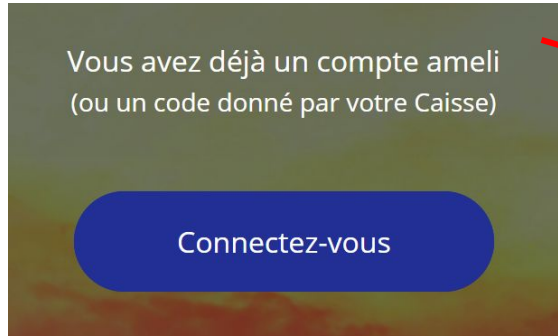 Vous avez déjà un compte ameli
(ou un code donné par votre Caisse)
Connectez-vous